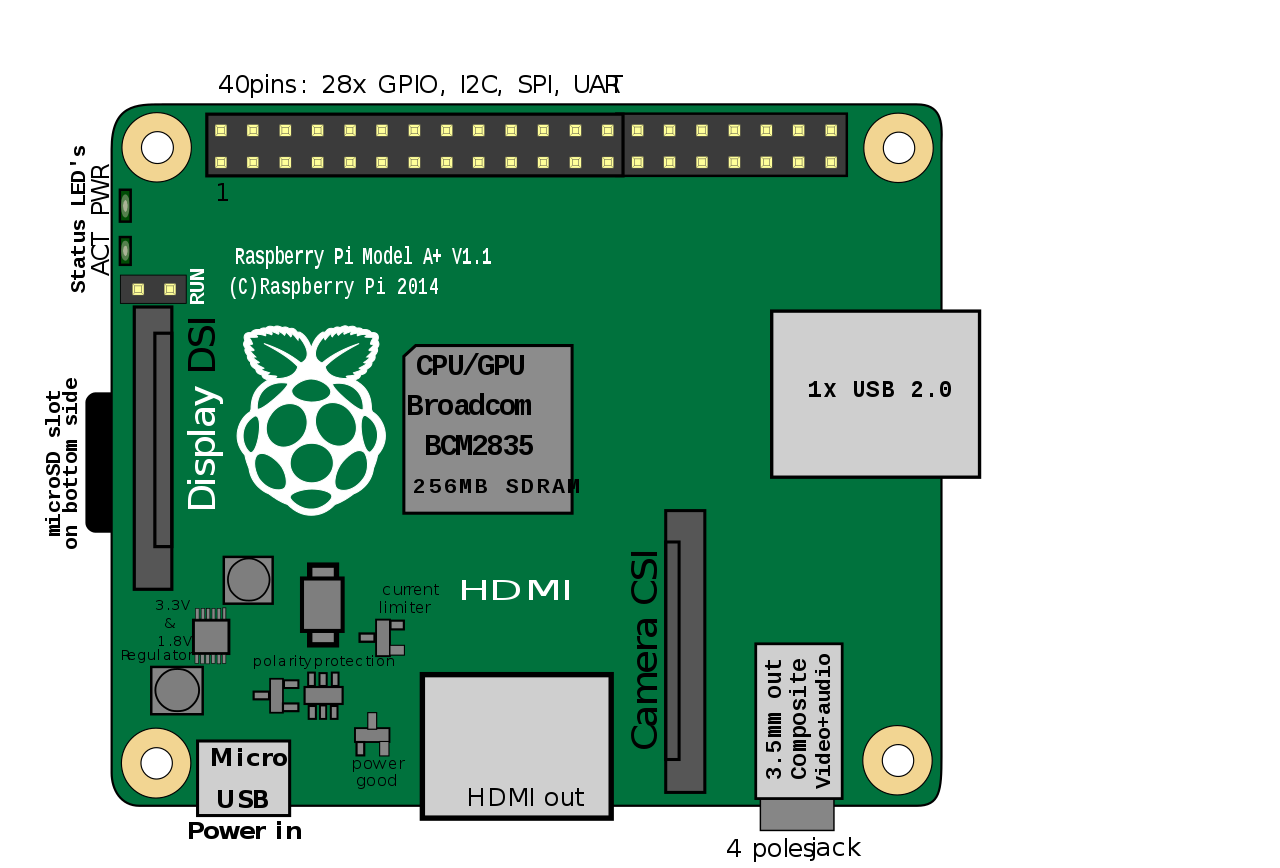 40pins: 28x GPIO, I2C, SPI, UART
1
Status LED's
PWR
ACT
RUN
Raspberry Pi Model A+ V1.1
(C)Raspberry Pi 2014
Display DSI
microSD slot
on bottom side
CPU/GPU
Broadcom
BCM2835
256MB SDRAM
1x USB 2.0
HDMI
Camera CSI
current
limiter
3.3V
&
1.8V
Regulator
polarity protection
power
good
Micro
USB
Power in
HDMI out
3.5mm out
Composite
Video+audio
4 poles jack